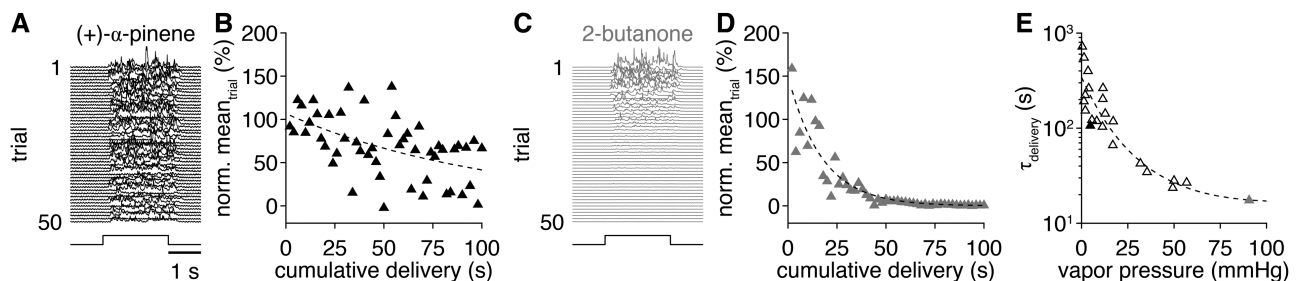 A
(+)-α-pinene
1
trial
50
1 s
B
200
150
100
50
0
norm. mean_trial (%)
0 25 50 75 100
cumulative delivery (s)
C
2-butanone
1
trial
50
D
200
150
100
50
0
norm. mean_trial (%)
0 25 50 75 100
cumulative delivery (s)
E
10³
10²
10¹
τ_delivery (s)
0 25 50 75 100
vapor pressure (mmHg)